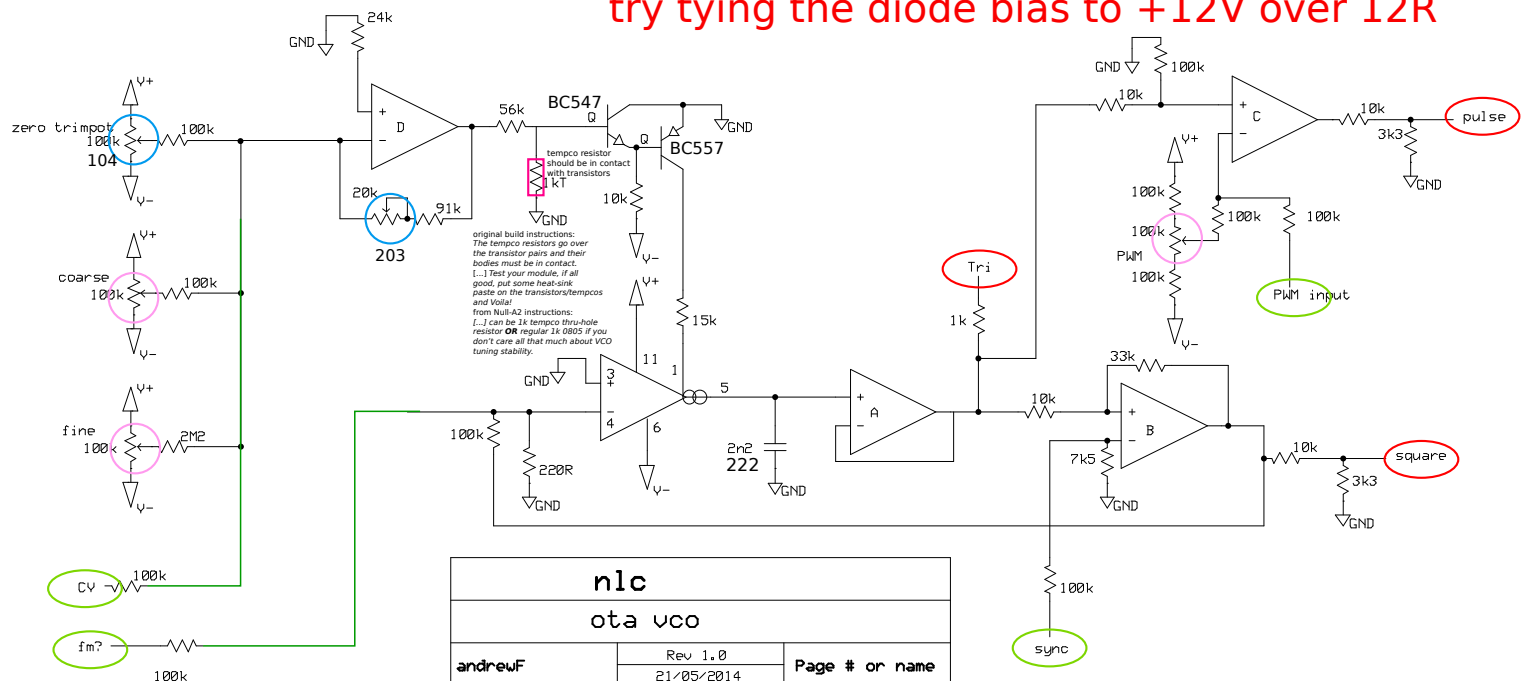 try tying the diode bias to +12V over 12R
24k
GND
V+
zero trimpot
100k
104
V-
100k
+
D
-
20k
203
91k
56k
BC547
Q
Q
BC557
GND
tempco resistor
should be in contact
with transistors
1kT
GND
10k
V-
original build instructions:
The tempco resistors go over
the transistor pairs and their
bodies must be in contact.
[...] Test your module, if all
good, put some heat-sink
paste on the transistors/tempcos
and Voila!
from Null-A2 instructions:
[...] can be 1k tempco thru-hole
resistor OR regular 1k 0805 if you
don't care all that much about VCO
tuning stability.
V+
coarse
100k
100k
V-
V+
fine
100k
2M2
V-
CV
100k
fm?
100k
V+
11
15k
1
GND
3
+
-
4
5
6
V-
100k
220R
GND
2n2
222
GND
+
A
-
Tri
1k
10k
33k
+
B
-
7k5
GND
10k
square
3k3
GND
100k
sync
GND
100k
10k
+
C
-
10k
pulse
3k3
GND
V+
100k
100k
PWM
100k
V-
100k
100k
PWM input
nlc
ota vco
andrewF
Rev 1.0
21/05/2014
Page # or name